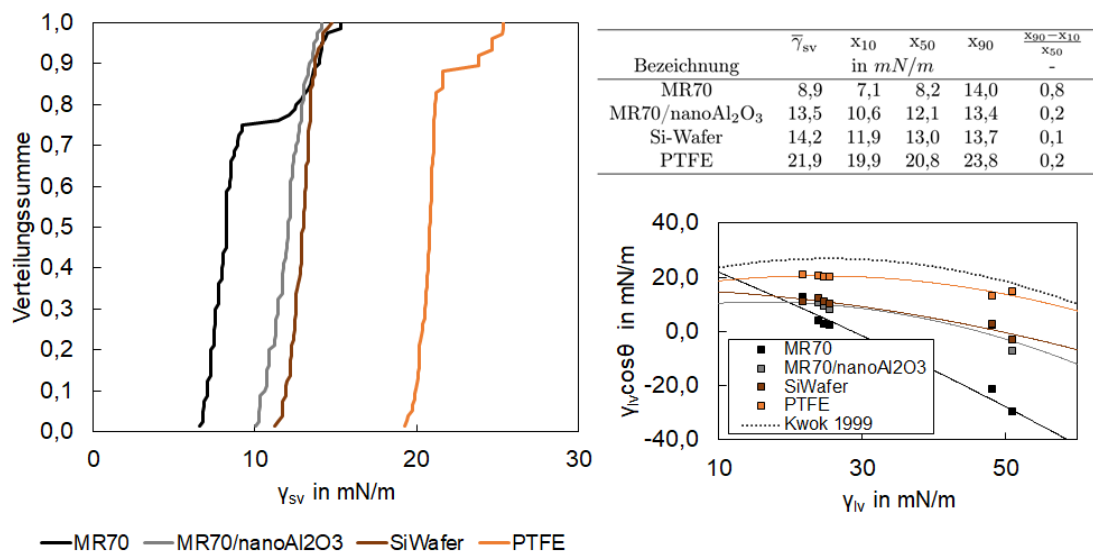 1,0
0,9
0,8
0,7
0,6
0,5
0,4
0,3
0,2
0,1
0,0
Verteilungssumme
0 10 20 30
γsv in mN/m
MR70 MR70/nanoAl2O3 SiWafer PTFE
γ̅sv x10 x50 x90 x90−x10
x50
Bezeichnung in mN/m -
MR70 8,9 7,1 8,2 14,0 0,8
MR70/nanoAl2O3 13,5 10,6 12,1 13,4 0,2
Si-Wafer 14,2 11,9 13,0 13,7 0,1
PTFE 21,9 19,9 20,8 23,8 0,2
40,0
20,0
0,0
-20,0
-40,0
γlvcosθ in mN/m
MR70
MR70/nanoAl2O3
SiWafer
PTFE
Kwok 1999
10 30 50
γlv in mN/m